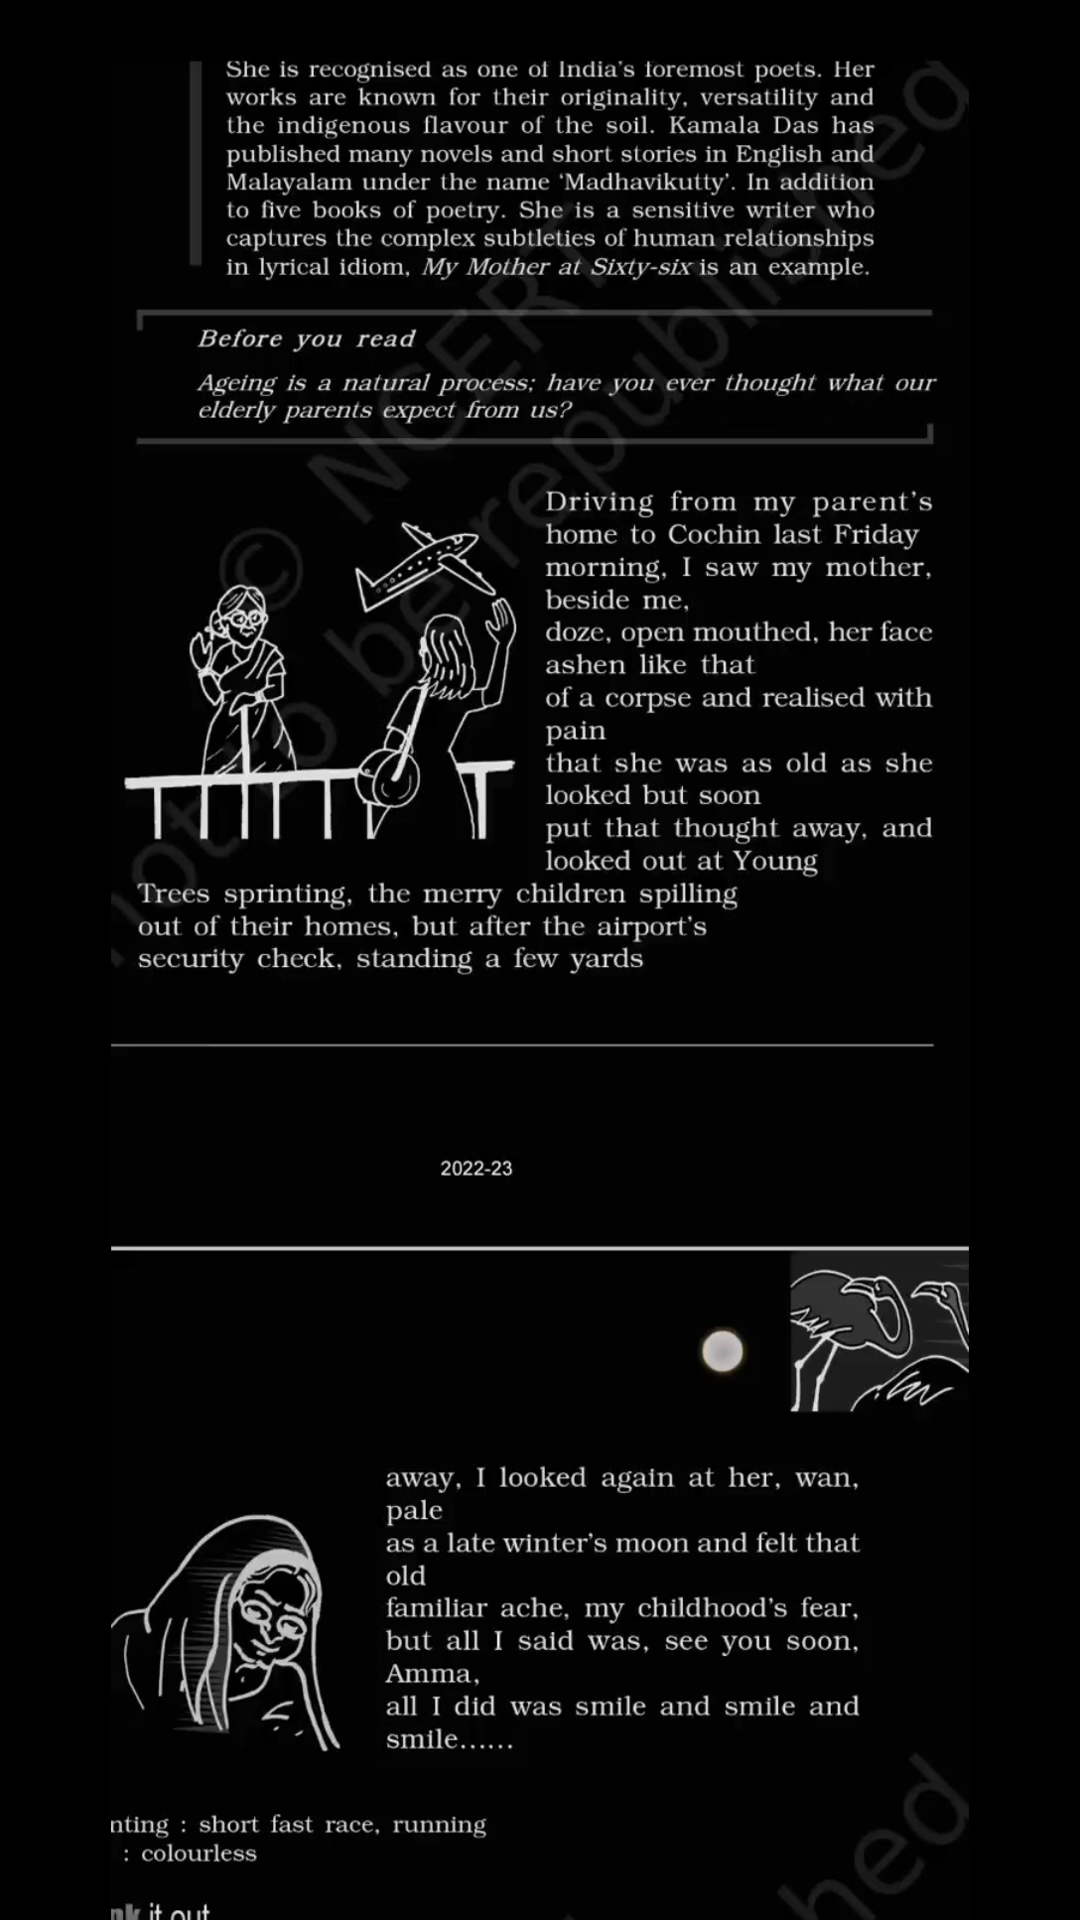 She is recognised as one of India's foremost poets. Her
works are known for their originality, versatility and
the indigenous flavour of the soil. Kamala Das has
published many novels and short stories in English and
Malayalam under the name ‘Madhavikutty’. In addition
to five books of poetry. She is a sensitive writer who
captures the complex subtleties of human relationships
in lyrical idiom, My Mother at Sixty-six is an example.
Before you read
Ageing is a natural process; have you ever thought what our
elderly parents expect from us?
Driving from my parent's
home to Cochin last Friday
morning, I saw my mother,
beside me,
doze, open mouthed, her face
ashen like that
of a corpse and realised with
pain
that she was as old as she
looked but soon
put that thought away, and
looked out at Young
Trees sprinting, the merry children spilling
out of their homes, but after the airport's
security check, standing a few yards
© NCERT
not to be republished
2022-23
away, I looked again at her, wan,
pale
as a late winter's moon and felt that
old
familiar ache, my childhood's fear,
but all I said was, see you soon,
Amma,
all I did was smile and smile and
smile......
nting : short fast race, running
: colourless
nk it out
hed